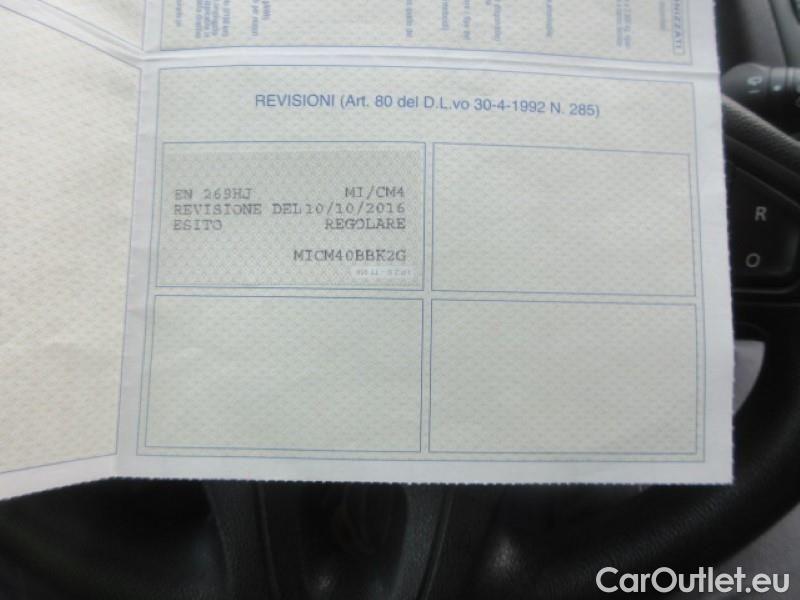 NIZZATI
REVISIONI (Art. 80 del D.L.vo 30-4-1992 N. 285)
EN 269HJ MI/CM4
REVISIONE DEL10/10/2016
ESITO REGOLARE
MICM40BBK2G
R
O
CarOutlet.eu